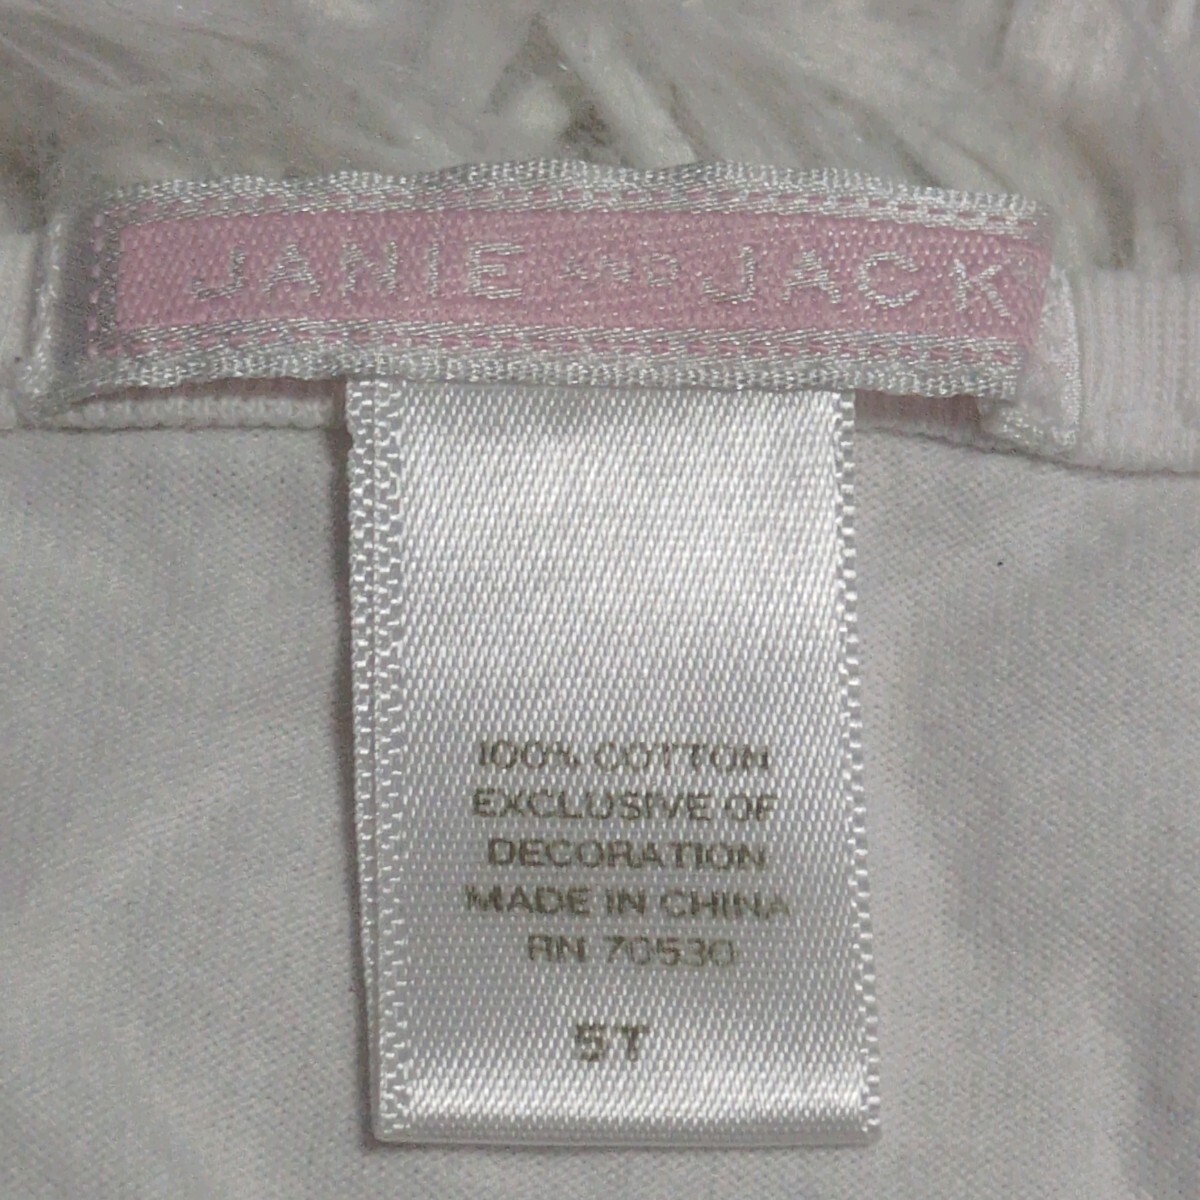 JANIE AND JACK
100% COTTON
EXCLUSIVE OF
DECORATION
MADE IN CHINA
RN 70530
5T